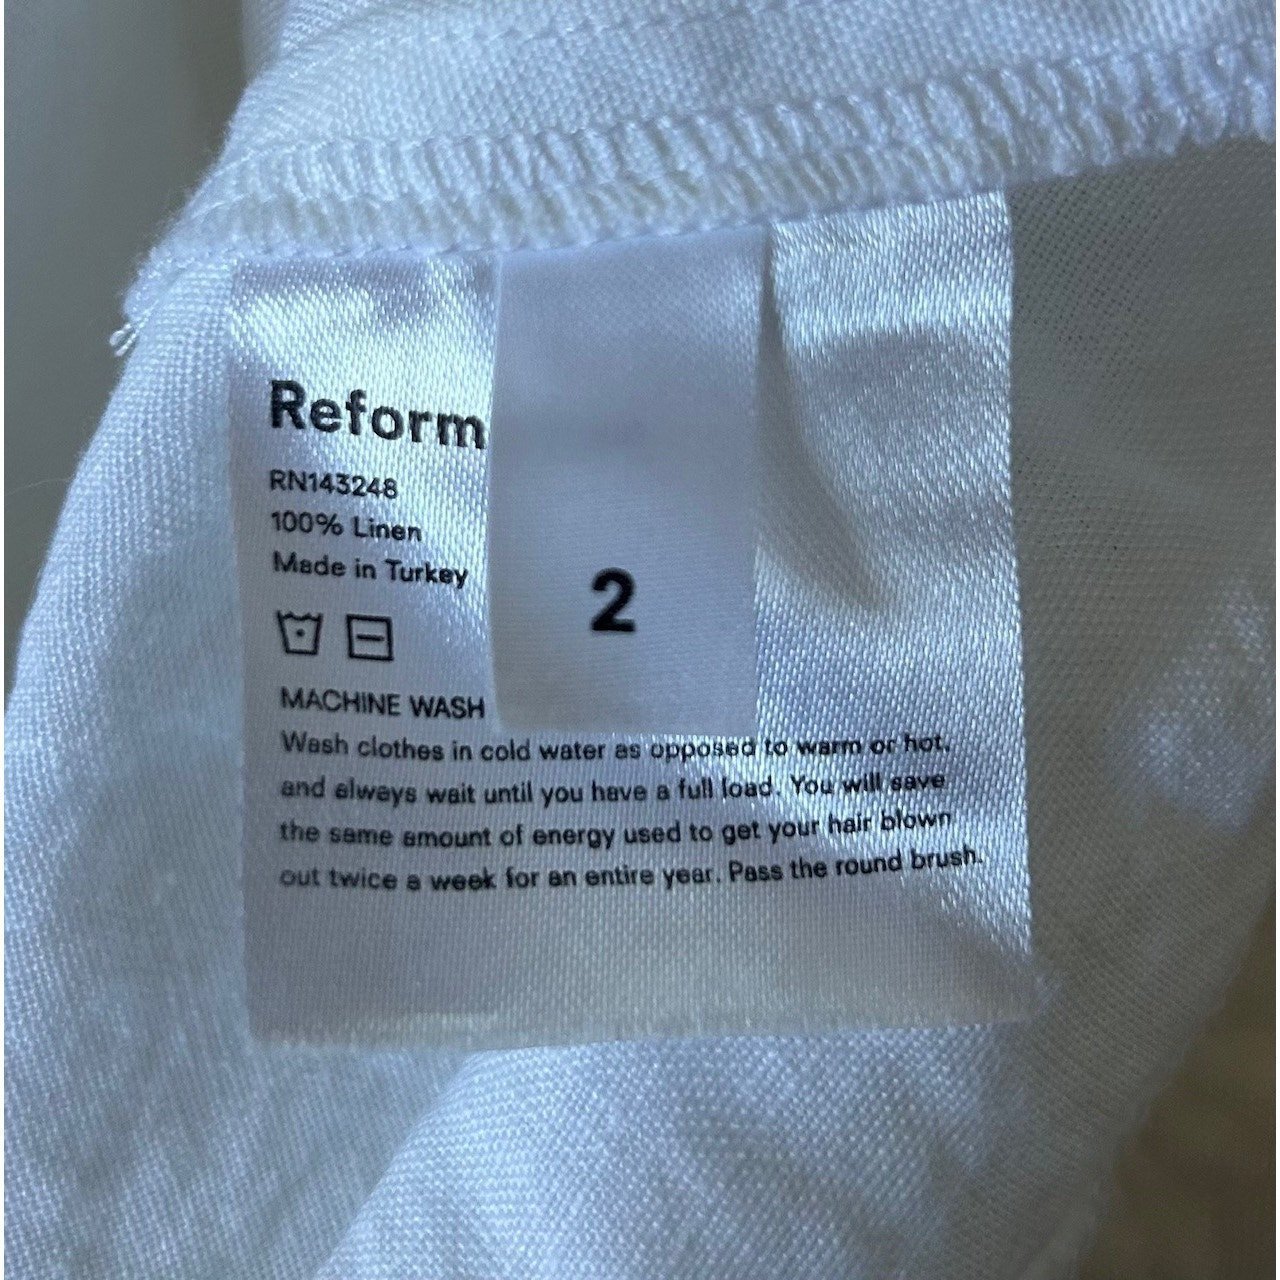 Reform
RN143248
100% Linen
Made in Turkey
2
MACHINE WASH
Wash clothes in cold water as opposed to warm or hot,
and always wait until you have a full load. You will save
the same amount of energy used to get your hair blown
out twice a week for an entire year. Pass the round brush.